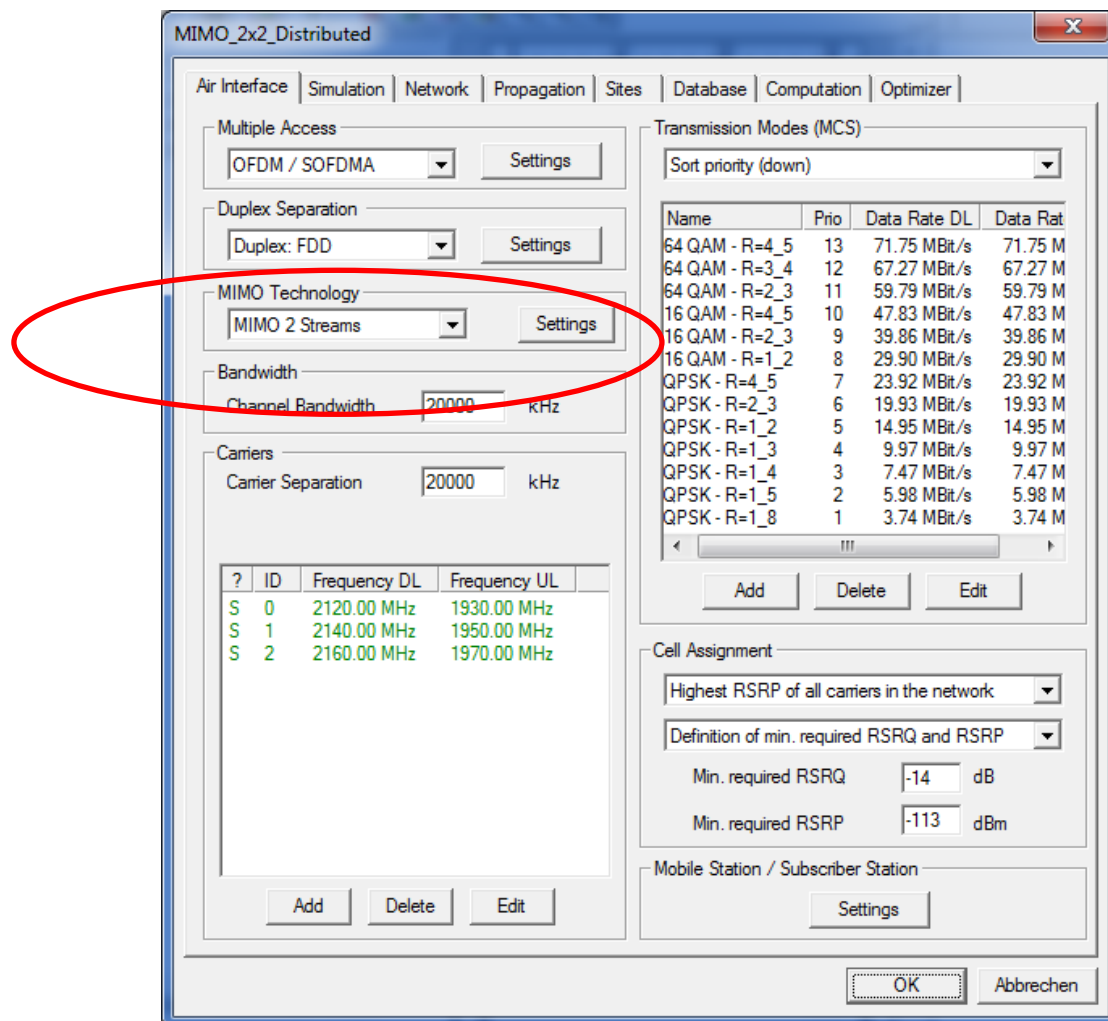 MIMO_2x2_Distributed
Air Interface Simulation Network Propagation Sites Database Computation Optimizer
Multiple Access
OFDM / SOFDMA Settings
Duplex Separation
Duplex: FDD Settings
MIMO Technology
MIMO 2 Streams Settings
Bandwidth
Channel Bandwidth 20000 kHz
Carriers
Carrier Separation 20000 kHz
? ID Frequency DL Frequency UL
S 0 2120.00 MHz 1930.00 MHz
S 1 2140.00 MHz 1950.00 MHz
S 2 2160.00 MHz 1970.00 MHz
Add Delete Edit
Transmission Modes (MCS)
Sort priority (down)
Name Prio Data Rate DL Data Rat
64 QAM - R=4_5 13 71.75 MBit/s 71.75 M
64 QAM - R=3_4 12 67.27 MBit/s 67.27 M
64 QAM - R=2_3 11 59.79 MBit/s 59.79 M
16 QAM - R=4_5 10 47.83 MBit/s 47.83 M
16 QAM - R=2_3 9 39.86 MBit/s 39.86 M
16 QAM - R=1_2 8 29.90 MBit/s 29.90 M
QPSK - R=4_5 7 23.92 MBit/s 23.92 M
QPSK - R=2_3 6 19.93 MBit/s 19.93 M
QPSK - R=1_2 5 14.95 MBit/s 14.95 M
QPSK - R=1_3 4 9.97 MBit/s 9.97 M
QPSK - R=1_4 3 7.47 MBit/s 7.47 M
QPSK - R=1_5 2 5.98 MBit/s 5.98 M
QPSK - R=1_8 1 3.74 MBit/s 3.74 M
Add Delete Edit
Cell Assignment
Highest RSRP of all carriers in the network
Definition of min. required RSRQ and RSRP
Min. required RSRQ -14 dB
Min. required RSRP -113 dBm
Mobile Station / Subscriber Station
Settings
OK Abbrechen